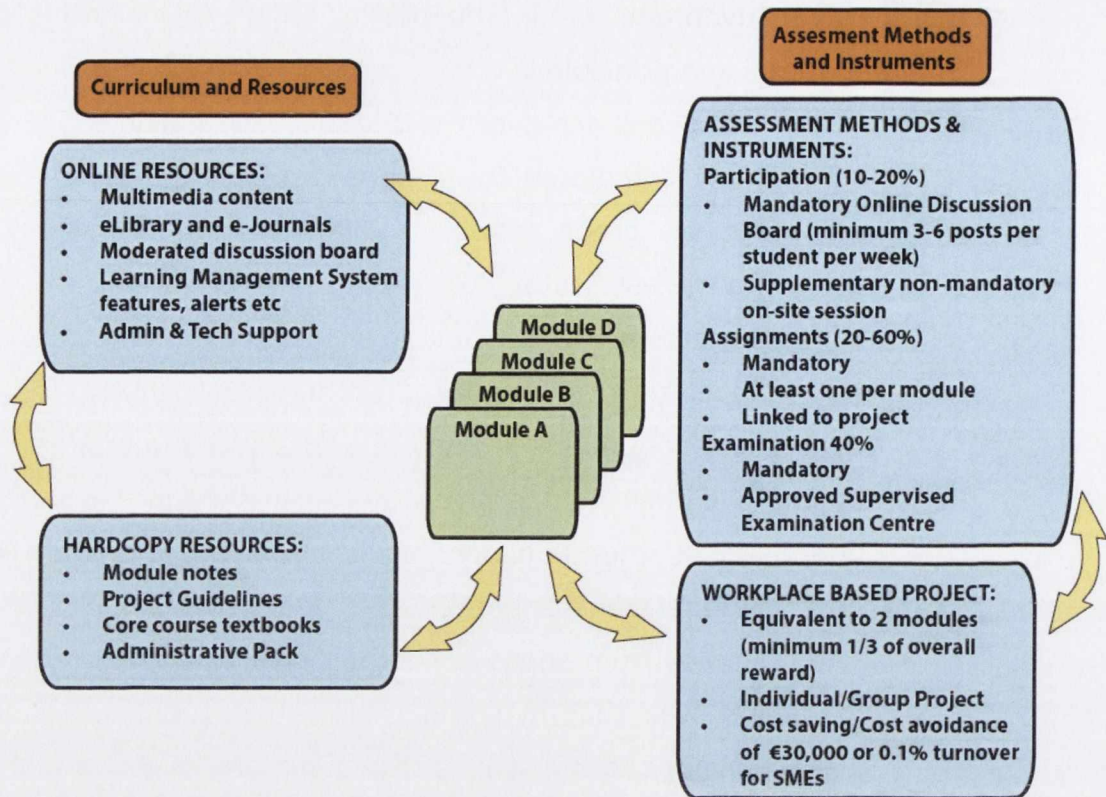 Curriculum and Resources
ONLINE RESOURCES:
• Multimedia content
• eLibrary and e-Journals
• Moderated discussion board
• Learning Management System
features, alerts etc
• Admin & Tech Support
HARDCOPY RESOURCES:
• Module notes
• Project Guidelines
• Core course textbooks
• Administrative Pack
Module D
Module C
Module B
Module A
Assesment Methods
and Instruments
ASSESSMENT METHODS &
INSTRUMENTS:
Participation (10-20%)
• Mandatory Online Discussion
Board (minimum 3-6 posts per
student per week)
• Supplementary non-mandatory
on-site session
Assignments (20-60%)
• Mandatory
• At least one per module
• Linked to project
Examination 40%
• Mandatory
• Approved Supervised
Examination Centre
WORKPLACE BASED PROJECT:
• Equivalent to 2 modules
(minimum 1/3 of overall
reward)
• Individual/Group Project
• Cost saving/Cost avoidance
of €30,000 or 0.1% turnover
for SMEs